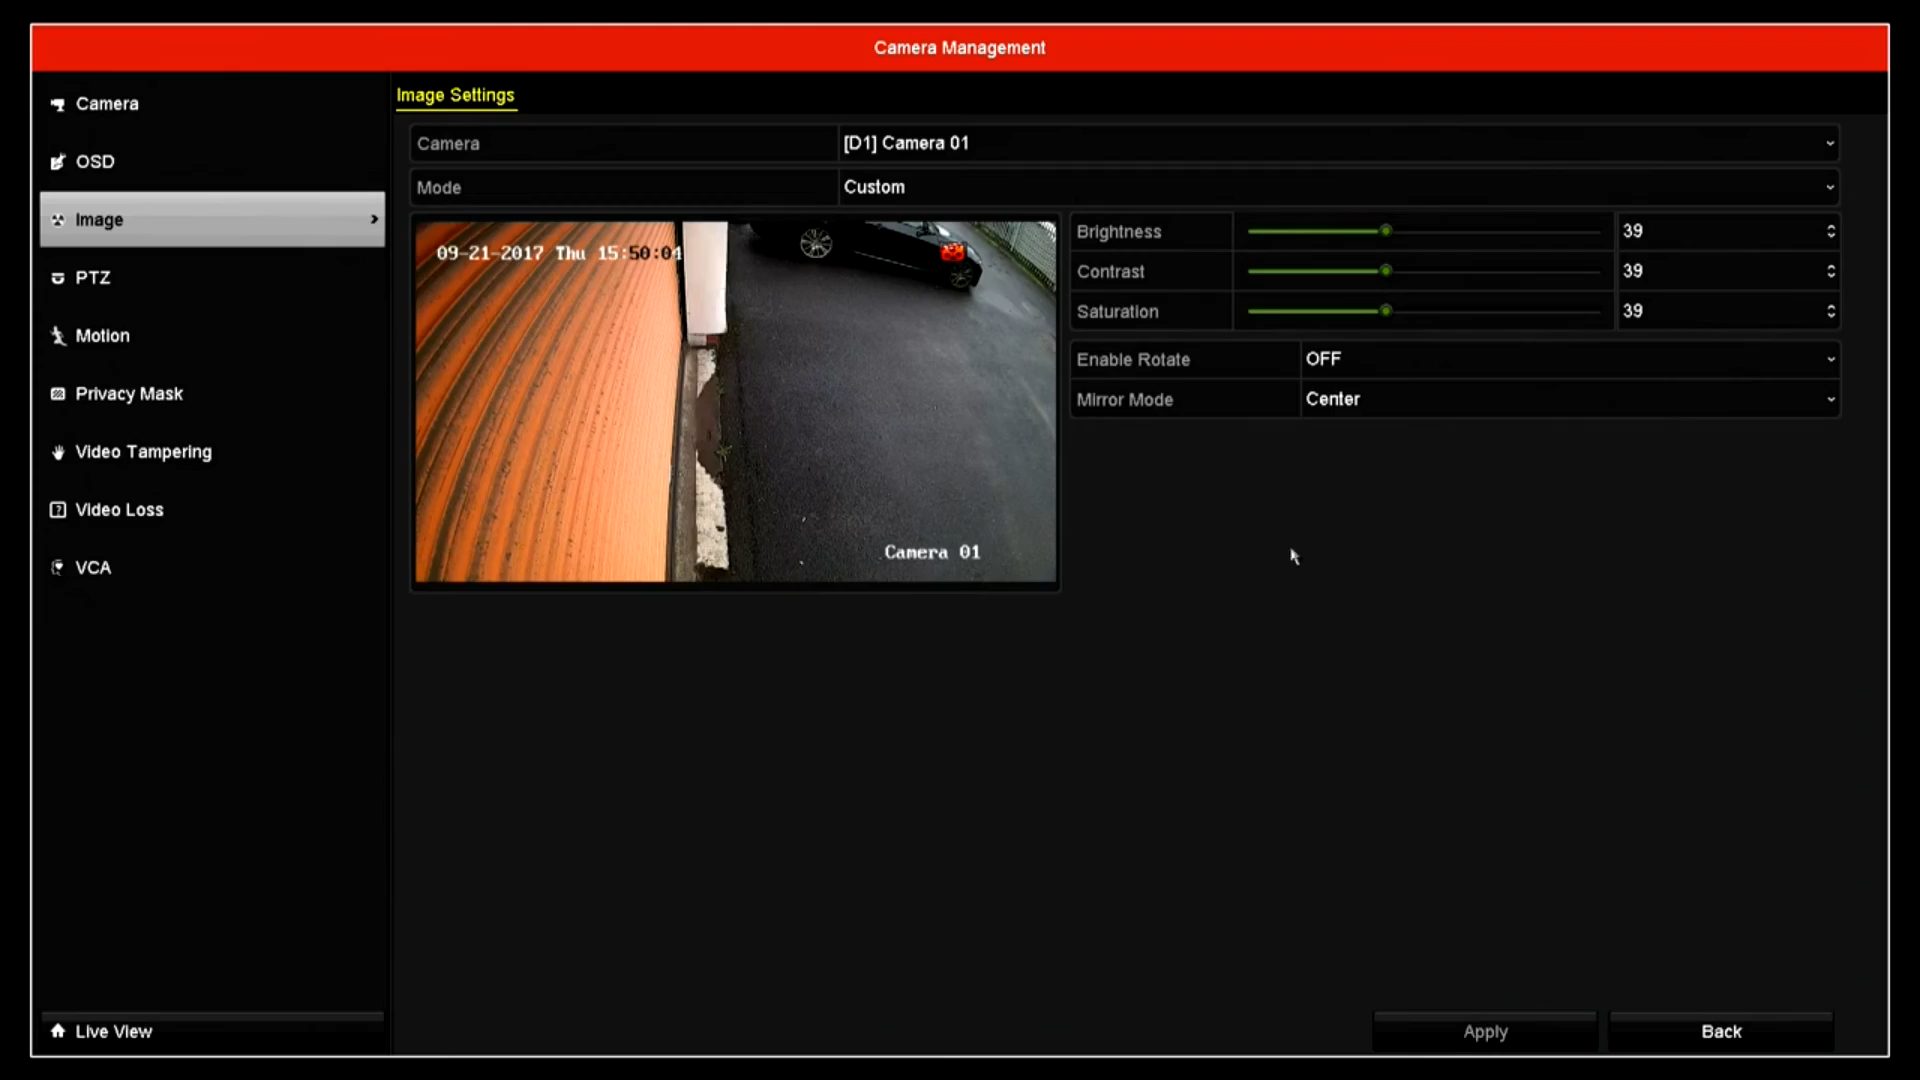 Camera Management
Camera
OSD
Image
PTZ
Motion
Privacy Mask
Video Tampering
Video Loss
VCA
Live View
Image Settings
Camera [D1] Camera 01
Mode Custom
09-21-2017 Thu 15:50:04
Camera 01
Brightness 39
Contrast 39
Saturation 39
Enable Rotate OFF
Mirror Mode Center
Apply Back